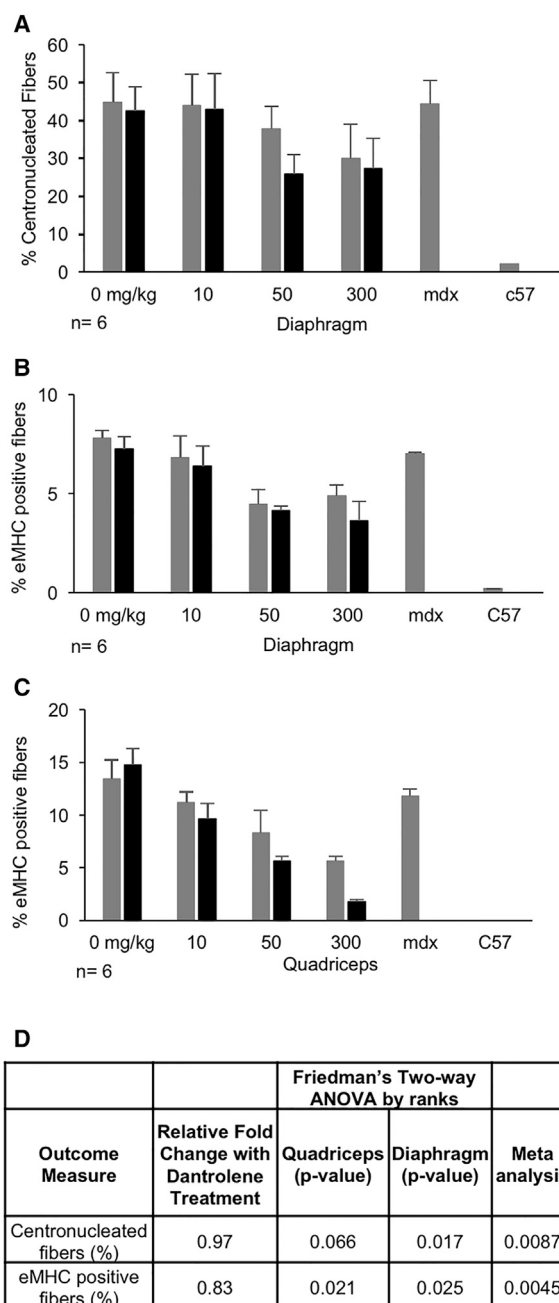 A
% Centronucleated Fibers
60
50
40
30
20
10
0
0 mg/kg 10 50 300 mdx c57
n= 6
Diaphragm
B
% eMHC positive fibers
10
5
0
0 mg/kg 10 50 300 mdx C57
n= 6
Diaphragm
C
% eMHC positive fibers
20
15
10
5
0
0 mg/kg 10 50 300 mdx C57
n= 6
Quadriceps
D
Friedman's Two-way
ANOVA by ranks
Outcome
Measure
Relative Fold
Change with
Dantrolene
Treatment
Quadriceps
(p-value)
Diaphragm
(p-value)
Meta
analysis
Centronucleated
fibers (%)
0.97
0.066
0.017
0.0087
eMHC positive
fibers (%)
0.83
0.021
0.025
0.0045